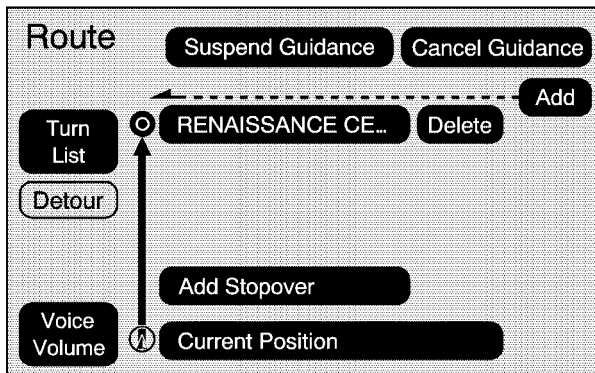 Route
Suspend Guidance
Cancel Guidance
Add
Turn
List
RENAISSANCE CE...
Delete
Detour
Add Stopover
Voice
Volume
Current Position